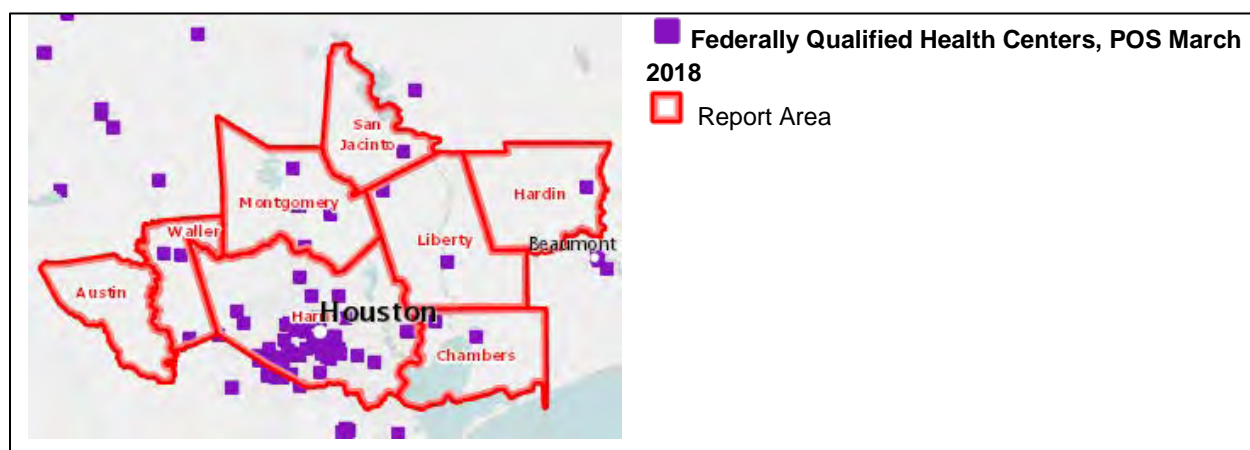 Federally Qualified Health Centers, POS March
2018
Report Area
San
Jacinto
Hardin
Montgomery
Waller
Liberty
Beaumont
Austin
Houston
Harri
Chambers